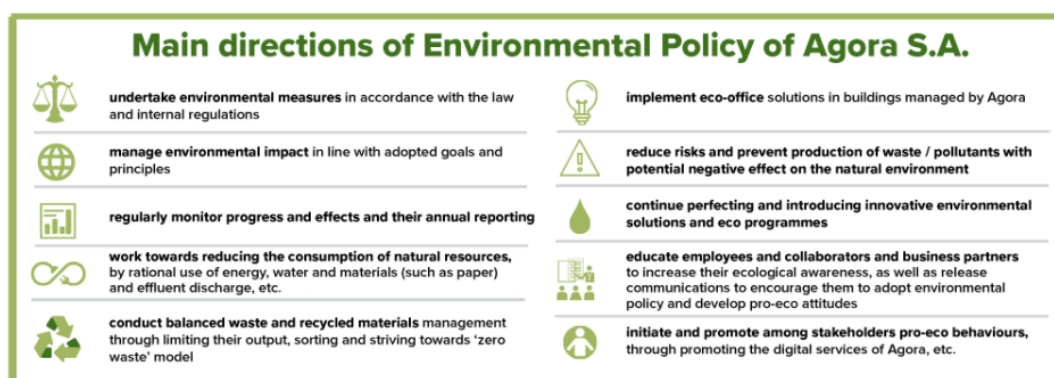 Main directions of Environmental Policy of Agora S.A.
undertake environmental measures in accordance with the law
and internal regulations
manage environmental impact in line with adopted goals and
principles
regularly monitor progress and effects and their annual reporting
work towards reducing the consumption of natural resources,
by rational use of energy, water and materials (such as paper)
and effluent discharge, etc.
conduct balanced waste and recycled materials management
through limiting their output, sorting and striving towards ‘zero
waste’ model
implement eco-office solutions in buildings managed by Agora
reduce risks and prevent production of waste / pollutants with
potential negative effect on the natural environment
continue perfecting and introducing innovative environmental
solutions and eco programmes
educate employees and collaborators and business partners
to increase their ecological awareness, as well as release
communications to encourage them to adopt environmental
policy and develop pro-eco attitudes
initiate and promote among stakeholders pro-eco behaviours,
through promoting the digital services of Agora, etc.